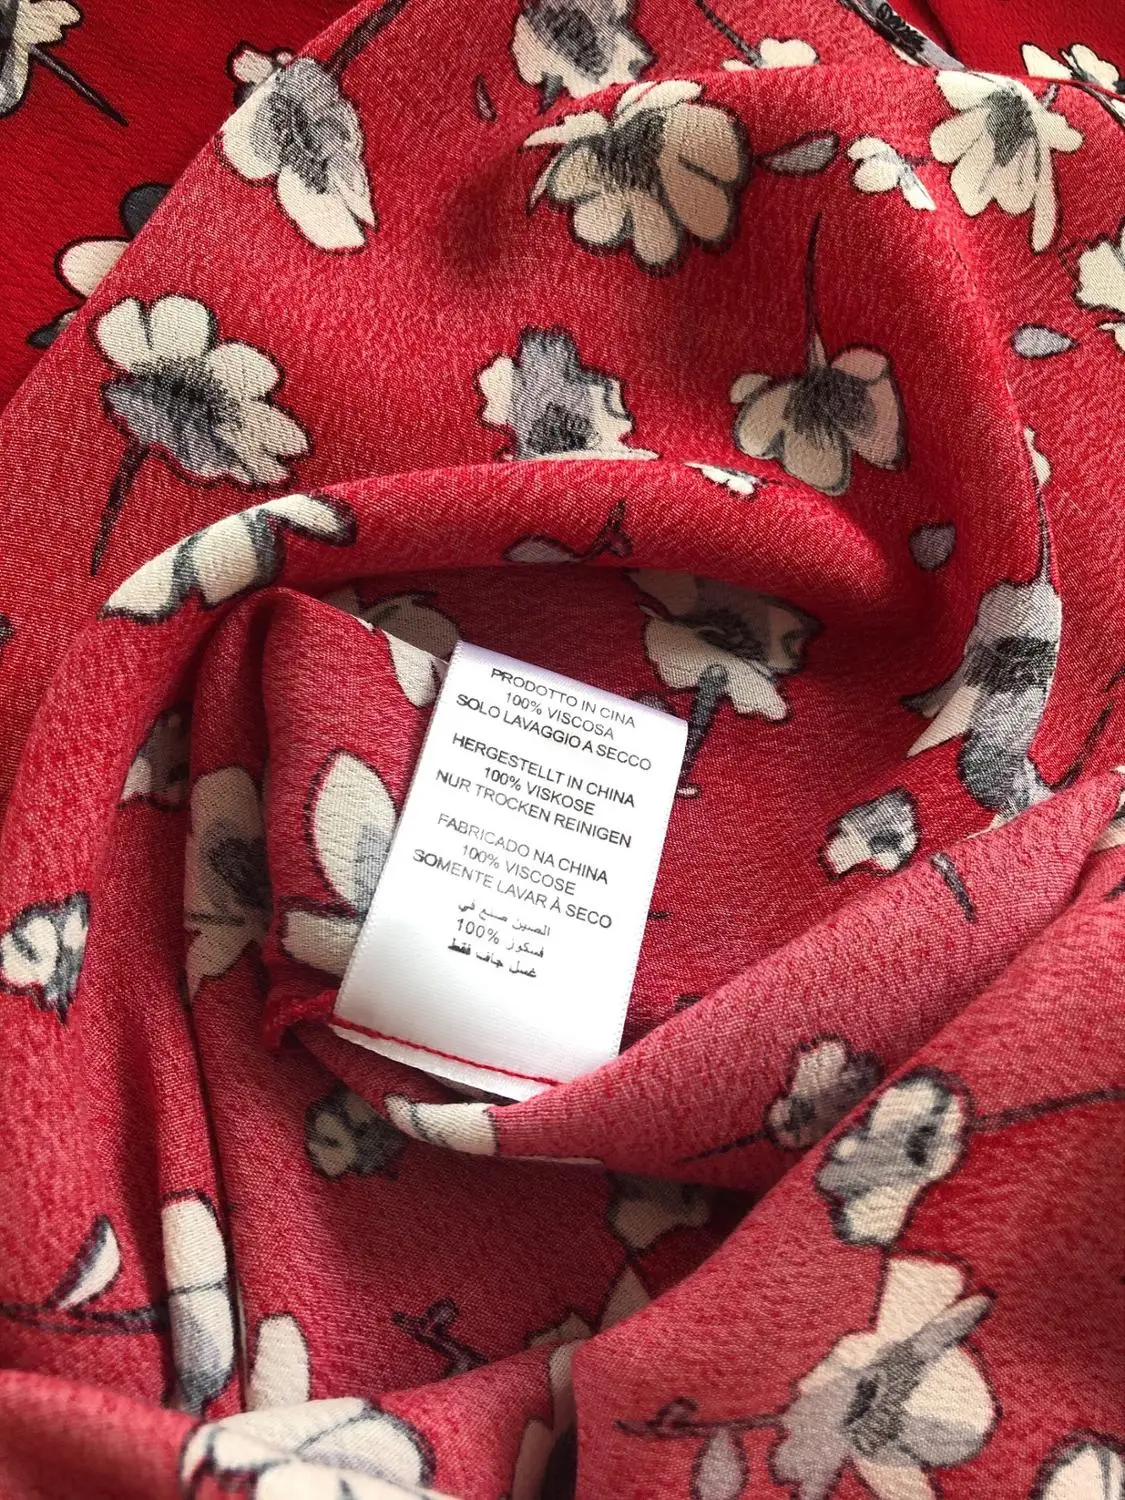 PRODOTTO IN CINA
100% VISCOSA
SOLO LAVAGGIO A SECCO
HERGESTELLT IN CHINA
100% VISKOSE
NUR TROCKEN REINIGEN
FABRICADO NA CHINA
100% VISCOSE
SOMENTE LAVAR À SECO
الصين صنع في
100% فسكوز
غسل جاف فقط